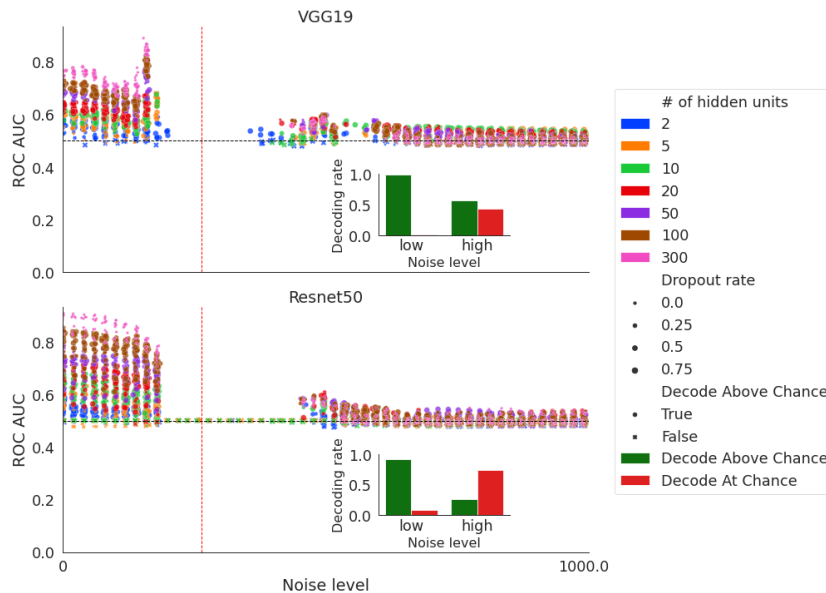 VGG19
ROC AUC
0.8
0.6
0.4
0.2
0.0
Decoding rate
1.0
0.5
0.0
low high
Noise level
Resnet50
ROC AUC
0.8
0.6
0.4
0.2
0.0
Decoding rate
1.0
0.5
0.0
low high
Noise level
0 1000.0
Noise level
# of hidden units
2
5
10
20
50
100
300
Dropout rate
0.0
0.25
0.5
0.75
Decode Above Chance
True
False
Decode Above Chance
Decode At Chance